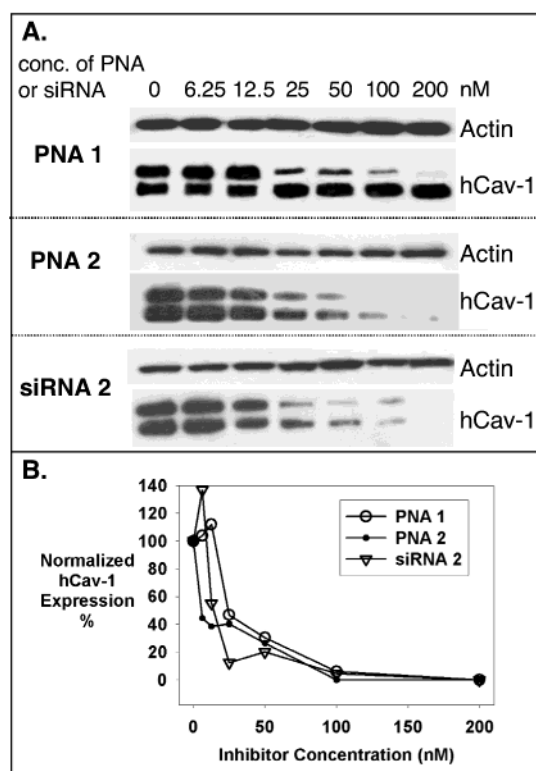 A.
conc. of PNA
or siRNA 0 6.25 12.5 25 50 100 200 nM
Actin
PNA 1
hCav-1
Actin
PNA 2
hCav-1
Actin
siRNA 2
hCav-1
B.
140
120
100
80
60
40
20
0
Normalized
hCav-1
Expression
%
PNA 1
PNA 2
siRNA 2
0 50 100 150 200
Inhibitor Concentration (nM)